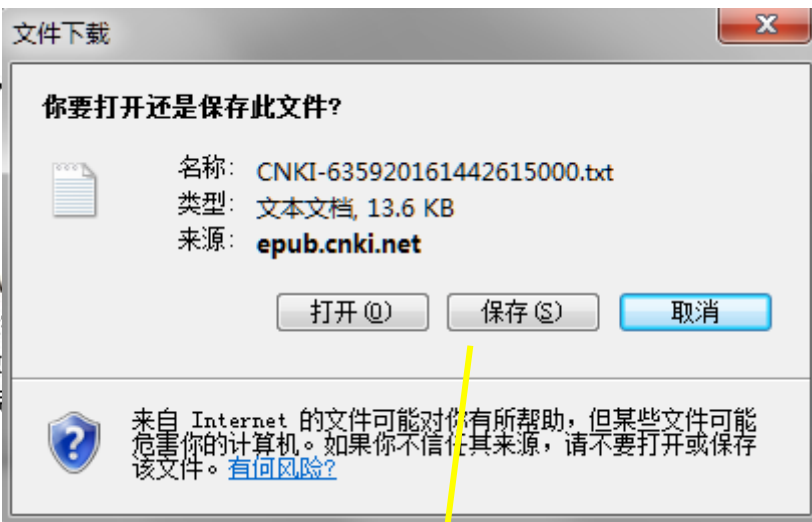 文件下载
你要打开还是保存此文件?
名称: CNKI-635920161442615000.txt
类型: 文本文档, 13.6 KB
来源: epub.cnki.net
打开(O) 保存(S) 取消
来自 Internet 的文件可能对你有所帮助，但某些文件可能
危害你的计算机。如果你不信任其来源，请不要打开或保存
该文件。有何风险?